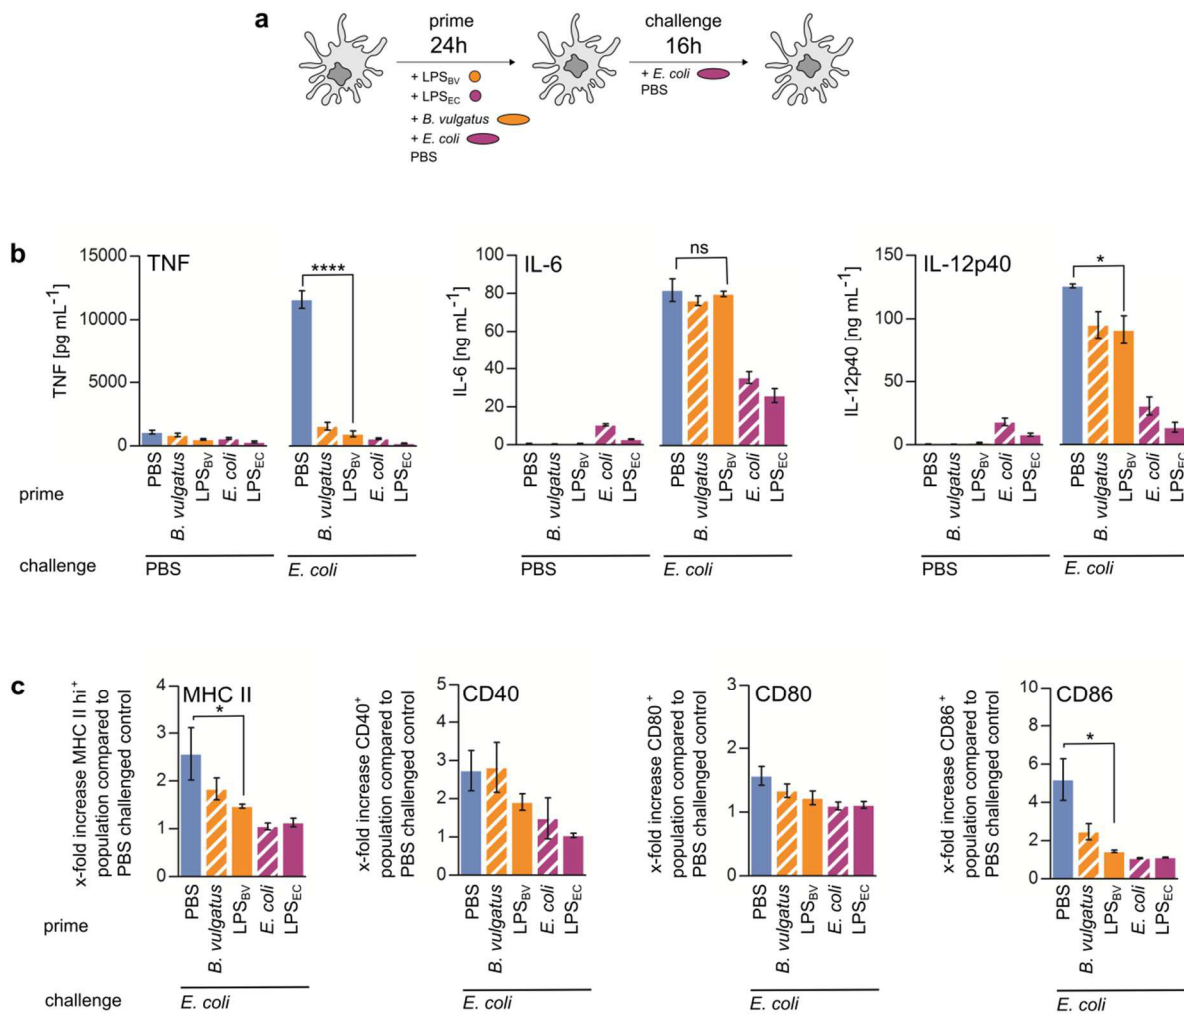 a
prime
24h
+ LPSBV
+ LPSEC
+ B. vulgatus
+ E. coli
PBS
challenge
16h
+ E. coli
PBS
b
TNF
TNF [pg mL-1]
15000
10000
5000
0
****
PBS
B. vulgatus
LPSBV
E. coli
LPSEC
PBS
B. vulgatus
LPSBV
E. coli
LPSEC
IL-6
IL-6 [ng mL-1]
100
80
60
40
20
0
ns
PBS
B. vulgatus
LPSBV
E. coli
LPSEC
PBS
B. vulgatus
LPSBV
E. coli
LPSEC
IL-12p40
IL-12p40 [ng mL-1]
150
100
50
0
*
PBS
B. vulgatus
LPSBV
E. coli
LPSEC
PBS
B. vulgatus
LPSBV
E. coli
LPSEC
prime
challenge
PBS
E. coli
PBS
E. coli
PBS
E. coli
c
MHC II
x-fold increase MHC II hi+
population compared to
PBS challenged control
4
3
2
1
0
*
PBS
B. vulgatus
LPSBV
E. coli
LPSEC
CD40
x-fold increase CD40+
population compared to
PBS challenged control
5
4
3
2
1
0
PBS
B. vulgatus
LPSBV
E. coli
LPSEC
CD80
x-fold increase CD80+
population compared to
PBS challenged control
3
2
1
0
PBS
B. vulgatus
LPSBV
E. coli
LPSEC
CD86
x-fold increase CD86+
population compared to
PBS challenged control
10
8
6
4
2
0
*
PBS
B. vulgatus
LPSBV
E. coli
LPSEC
prime
challenge
E. coli
E. coli
E. coli
E. coli